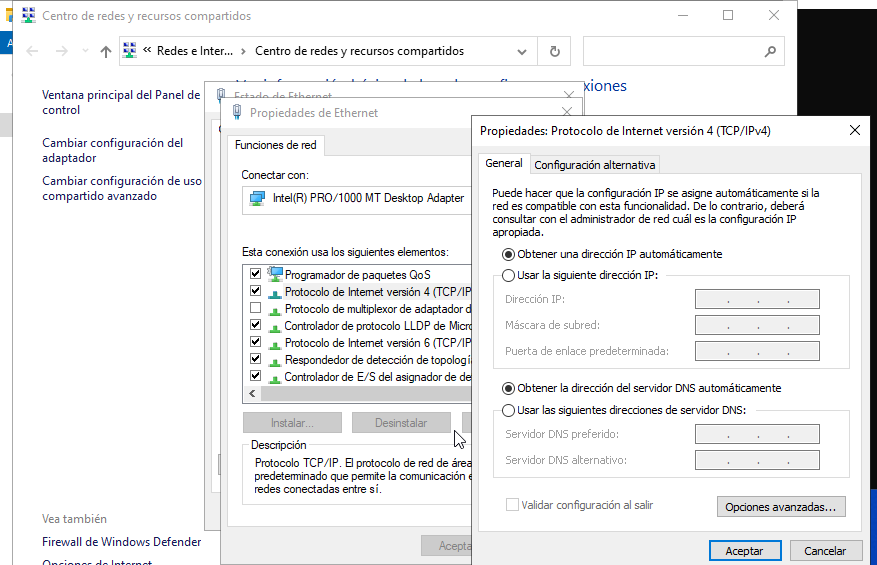 Centro de redes y recursos compartidos
« Redes e Inter... > Centro de redes y recursos compartidos
Ventana principal del Panel de
control
Cambiar configuración del
adaptador
Cambiar configuración de uso
compartido avanzado
Vea también
Firewall de Windows Defender
Opciones de Internet
Estado de Ethernet
Propiedades de Ethernet
Funciones de red
Conectar con:
Intel(R) PRO/1000 MT Desktop Adapter
Esta conexión usa los siguientes elementos:
Programador de paquetes QoS
Protocolo de Internet versión 4 (TCP/IP
Protocolo de multiplexor de adaptador d
Controlador de protocolo LLDP de Micro
Protocolo de Internet versión 6 (TCP/IP
Respondedor de detección de topologí
Controlador de E/S del asignador de de
Instalar...
Desinstalar
Descripción
Protocolo TCP/IP. El protocolo de red de área
predeterminado que permite la comunicación e
redes conectadas entre sí.
Acepta
Propiedades: Protocolo de Internet versión 4 (TCP/IPv4)
General
Configuración alternativa
Puede hacer que la configuración IP se asigne automáticamente si la
red es compatible con esta funcionalidad. De lo contrario, deberá
consultar con el administrador de red cuál es la configuración IP
apropiada.
Obtener una dirección IP automáticamente
Usar la siguiente dirección IP:
Dirección IP:
Máscara de subred:
Puerta de enlace predeterminada:
Obtener la dirección del servidor DNS automáticamente
Usar las siguientes direcciones de servidor DNS:
Servidor DNS preferido:
Servidor DNS alternativo:
Validar configuración al salir
Opciones avanzadas...
Aceptar
Cancelar